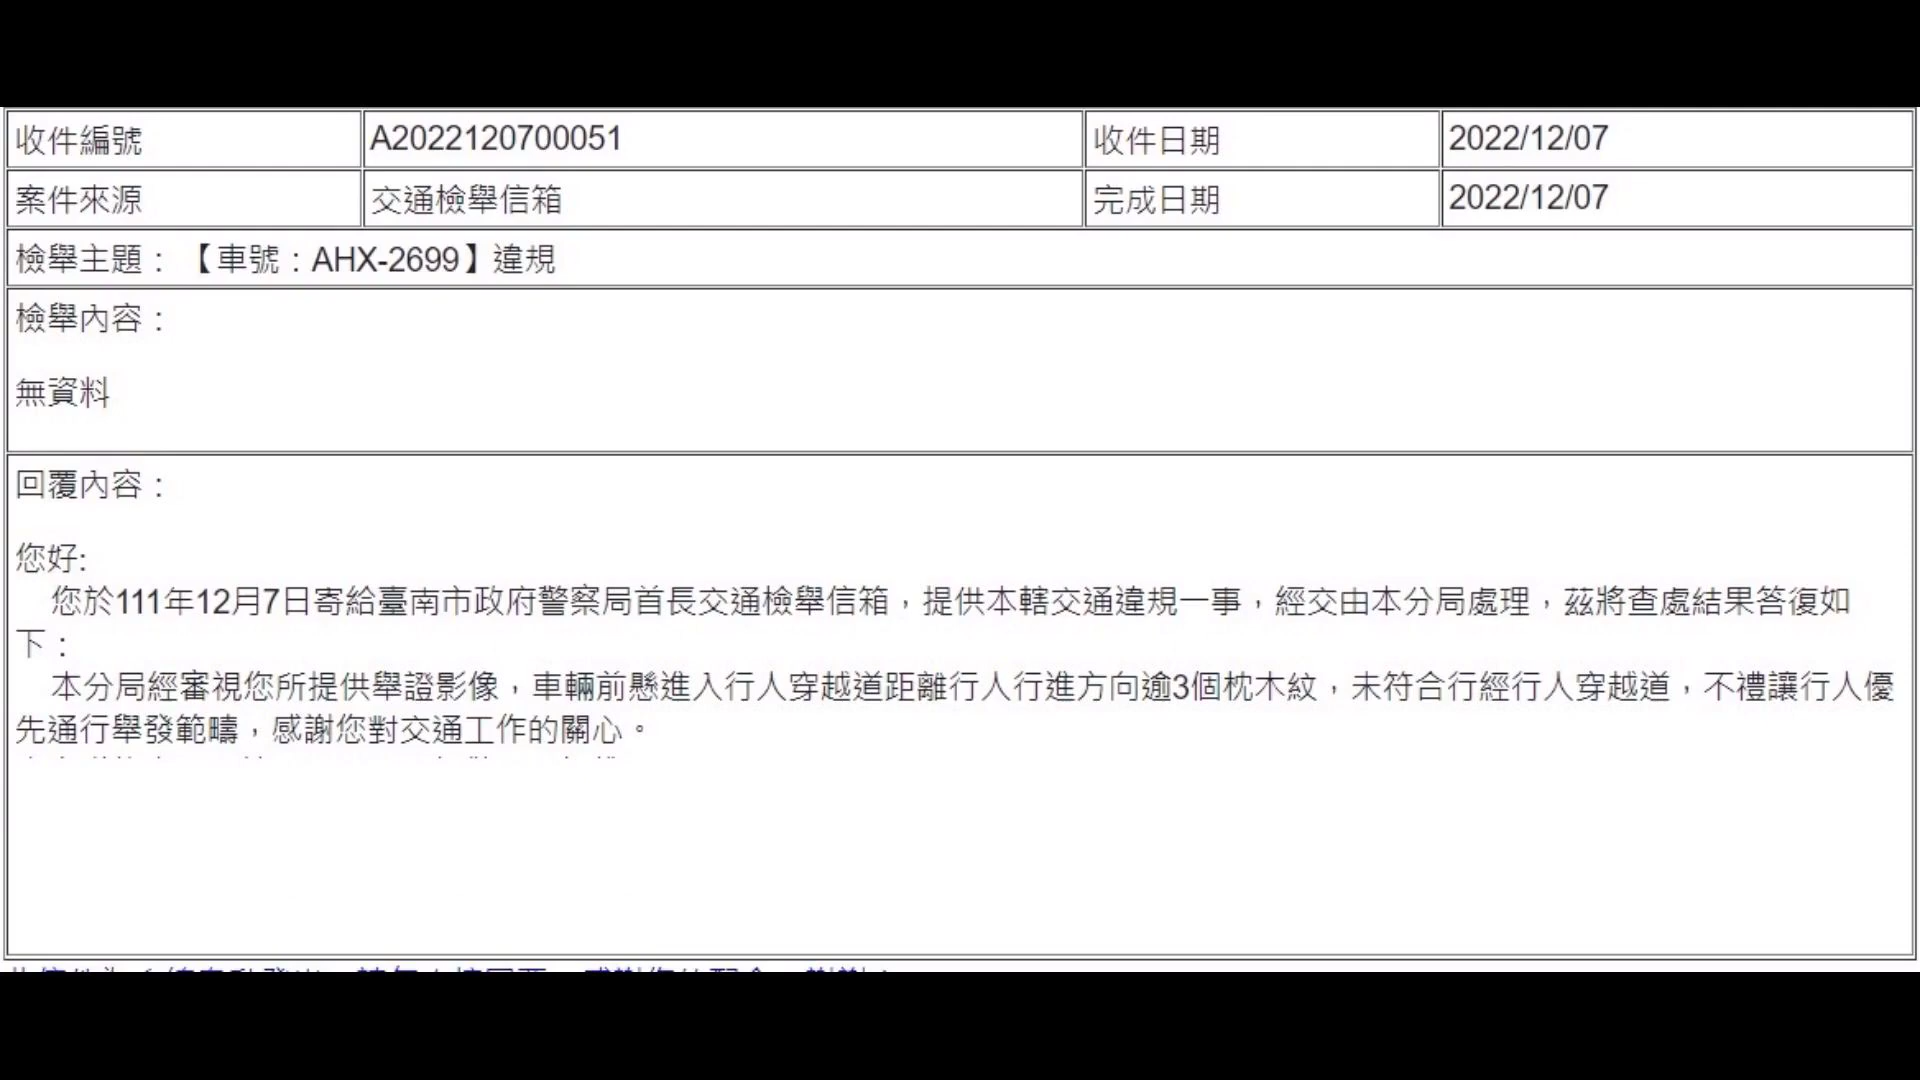 收件編號 A2022120700051 收件日期 2022/12/07
案件來源 交通檢舉信箱 完成日期 2022/12/07
檢舉主題：【車號：AHX-2699】違規
檢舉內容：
無資料
回覆內容：
您好:
您於111年12月7日寄給臺南市政府警察局首長交通檢舉信箱，提供本轄交通違規一事，經交由本分局處理，茲將查處結果答復如
下：
本分局經審視您所提供舉證影像，車輛前懸進入行人穿越道距離行人行進方向逾3個枕木紋，未符合行經行人穿越道，不禮讓行人優
先通行舉發範疇，感謝您對交通工作的關心。